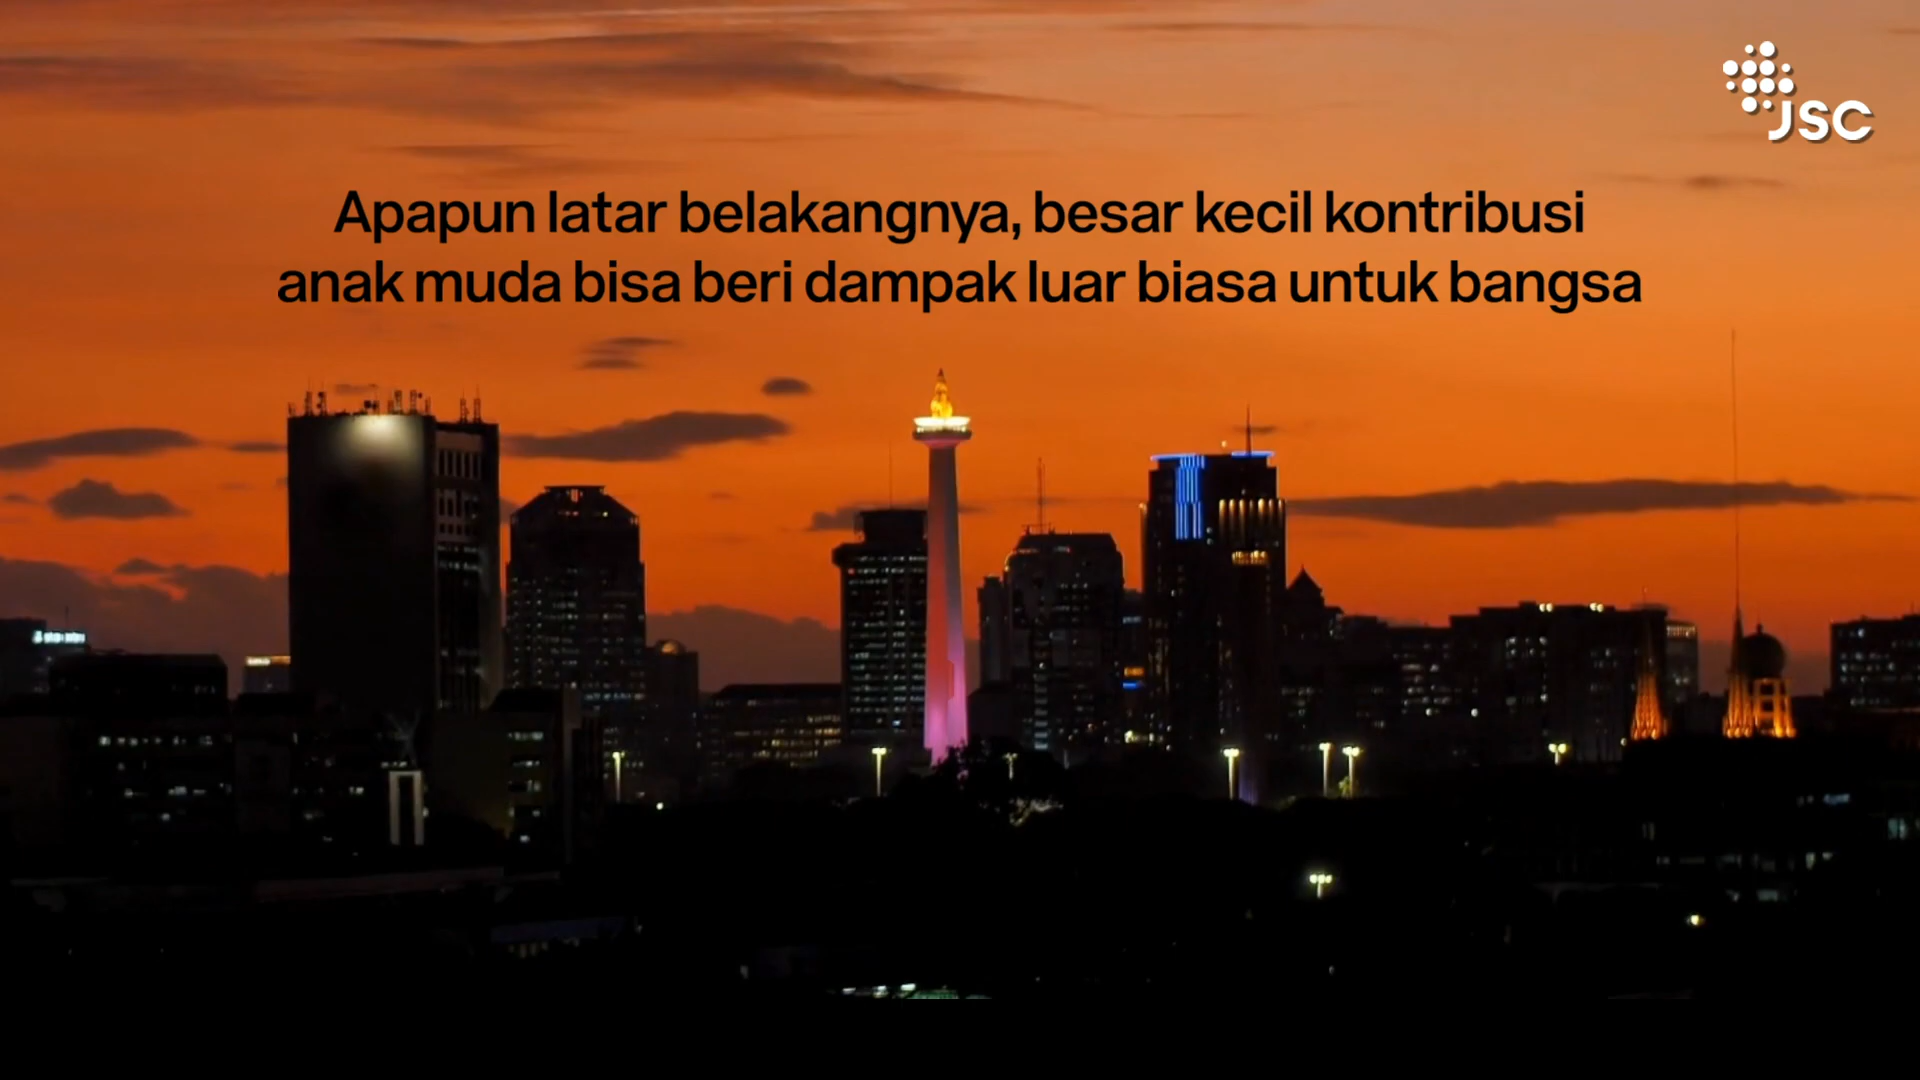 JSC
Apapun latar belakangnya, besar kecil kontribusi
anak muda bisa beri dampak luar biasa untuk bangsa